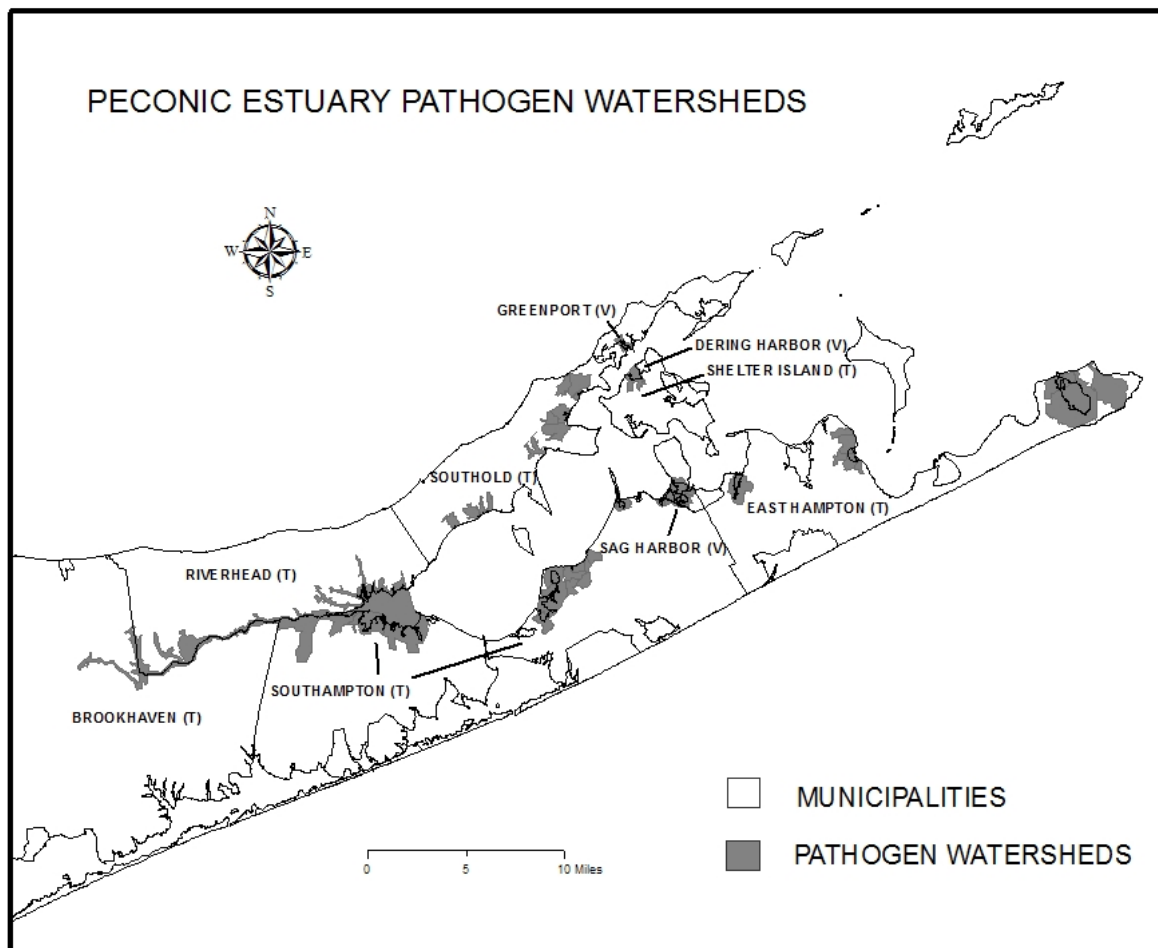 PECONIC ESTUARY PATHOGEN WATERSHEDS
N
W
E
S
GREENPORT (V)
DERING HARBOR (V)
SHELTER ISLAND (T)
SOUTHOLD (T)
EAST HAMPTON (T)
SAG HARBOR (V)
RIVERHEAD (T)
SOUTHAMPTON (T)
BROOKHAVEN (T)
MUNICIPALITIES
PATHOGEN WATERSHEDS
0 5 10 Miles